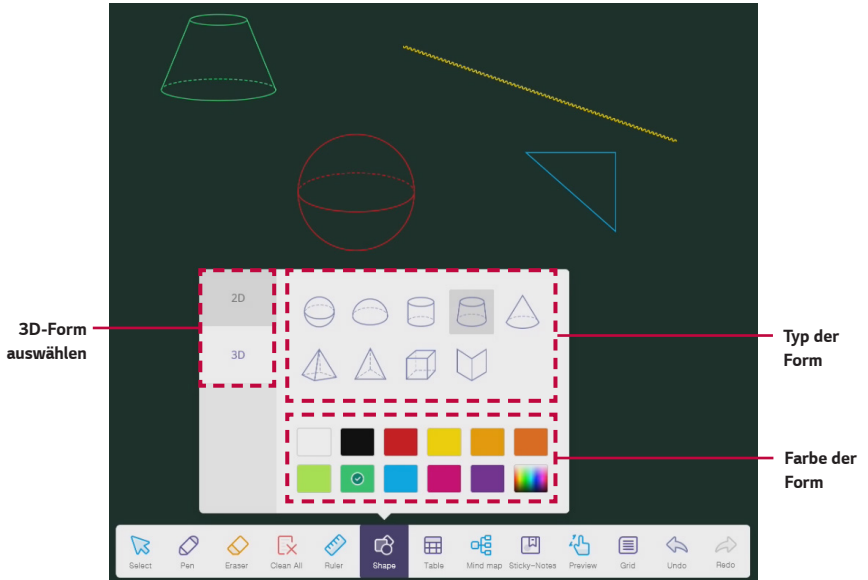 2D
3D
3D-Form
auswählen
Typ der
Form
Farbe der
Form
Select
Pen
Eraser
Clean All
Ruler
Shape
Table
Mind map
Sticky-Notes
Preview
Grid
Undo
Redo